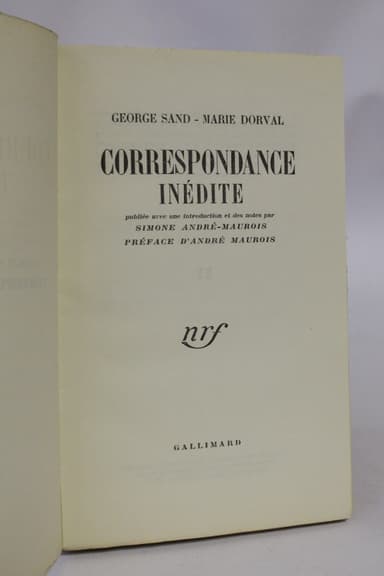 GEORGE SAND - MARIE DORVAL
CORRESPONDANCE
INÉDITE
publiée avec une introduction et des notes par
SIMONE ANDRÉ-MAUROIS
PRÉFACE D'ANDRÉ MAUROIS
nrf
GALLIMARD